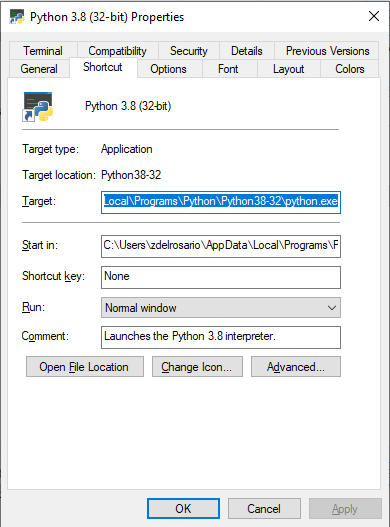 Python 3.8 (32-bit) Properties
Terminal Compatibility Security Details Previous Versions
General Shortcut Options Font Layout Colors
Python 3.8 (32-bit)
Target type: Application
Target location: Python38-32
Target: Local\Programs\Python\Python38-32\python.exe
Start in: C:\Users\zdelrosario\AppData\Local\Programs\F
Shortcut key: None
Run: Normal window
Comment: Launches the Python 3.8 interpreter.
Open File Location Change Icon... Advanced...
OK Cancel Apply